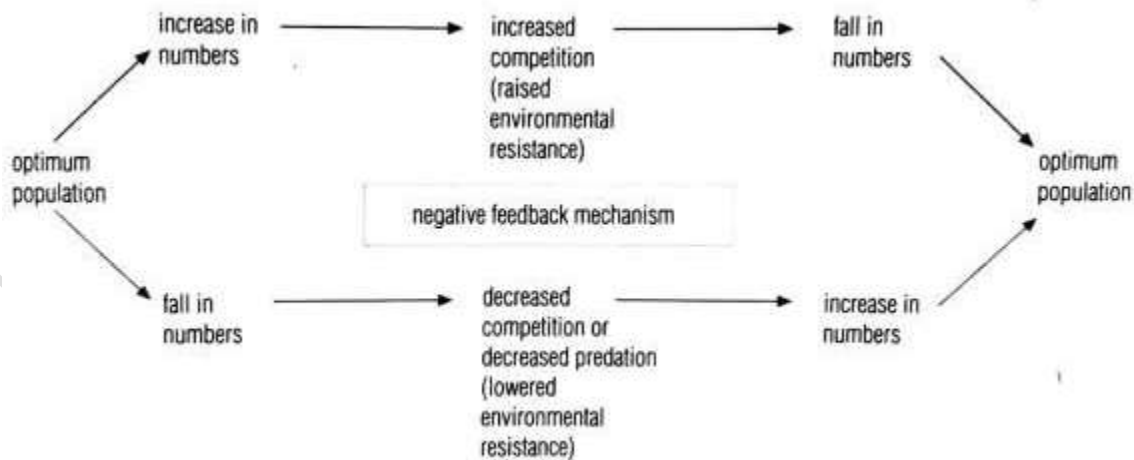 increase in
numbers
increased
competition
(raised
environmental
resistance)
fall in
numbers
optimum
population
optimum
population
negative feedback mechanism
fall in
numbers
decreased
competition or
decreased predation
(lowered
environmental
resistance)
increase in
numbers